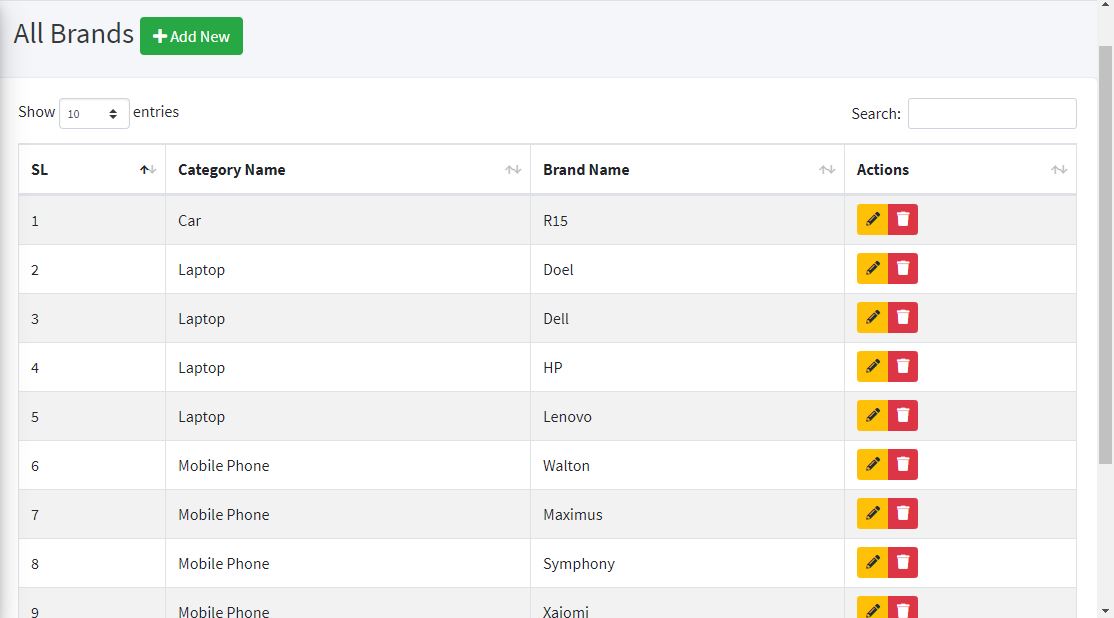 All Brands Add New
Show 10 entries Search:
SL Category Name Brand Name Actions
1 Car R15
2 Laptop Doel
3 Laptop Dell
4 Laptop HP
5 Laptop Lenovo
6 Mobile Phone Walton
7 Mobile Phone Maximus
8 Mobile Phone Symphony
9 Mobile Phone Xaiomi